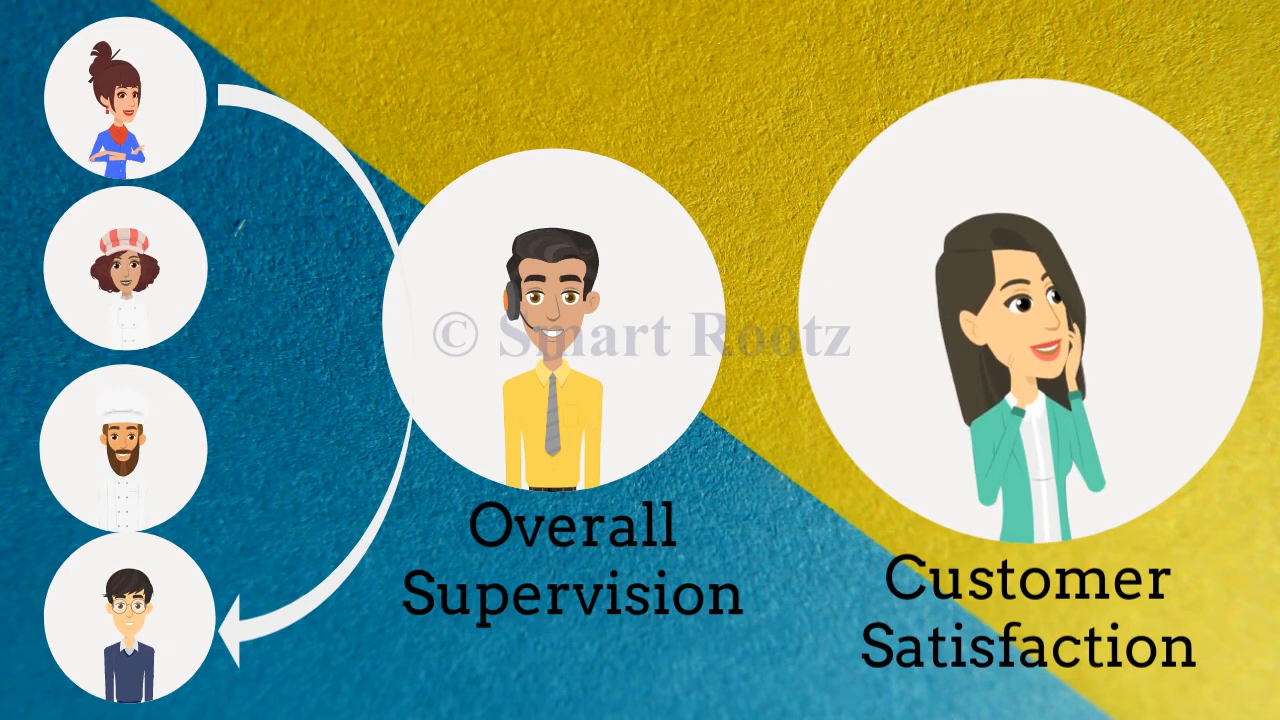 © Smart Rootz
Overall
Supervision
Customer
Satisfaction